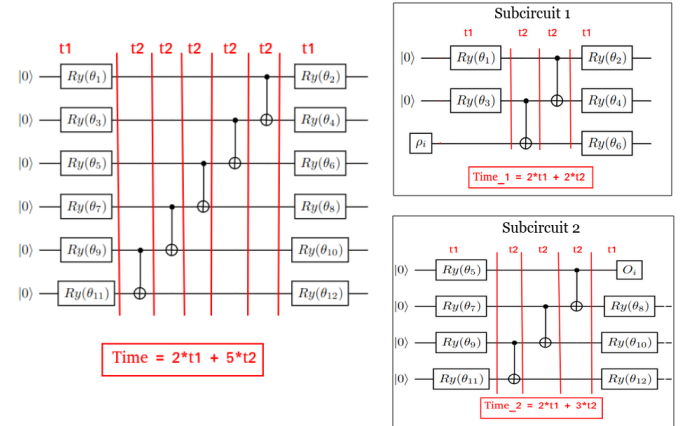 t1 t2 t2 t2 t2 t2 t1
|0⟩ Ry(θ₁) Ry(θ₂)
|0⟩ Ry(θ₃) Ry(θ₄)
|0⟩ Ry(θ₅) Ry(θ₆)
|0⟩ Ry(θ₇) Ry(θ₈)
|0⟩ Ry(θ₉) Ry(θ₁₀)
|0⟩ Ry(θ₁₁) Ry(θ₁₂)
Time = 2*t1 + 5*t2
Subcircuit 1
t1 t2 t2 t1
|0⟩ Ry(θ₁) Ry(θ₂)
|0⟩ Ry(θ₃) Ry(θ₄)
ρᵢ Ry(θ₆)
Time_1 = 2*t1 + 2*t2
Subcircuit 2
t1 t2 t2 t2 t1
|0⟩ Ry(θ₅) Oᵢ
|0⟩ Ry(θ₇) Ry(θ₈)
|0⟩ Ry(θ₉) Ry(θ₁₀)
|0⟩ Ry(θ₁₁) Ry(θ₁₂)
Time_2 = 2*t1 + 3*t2